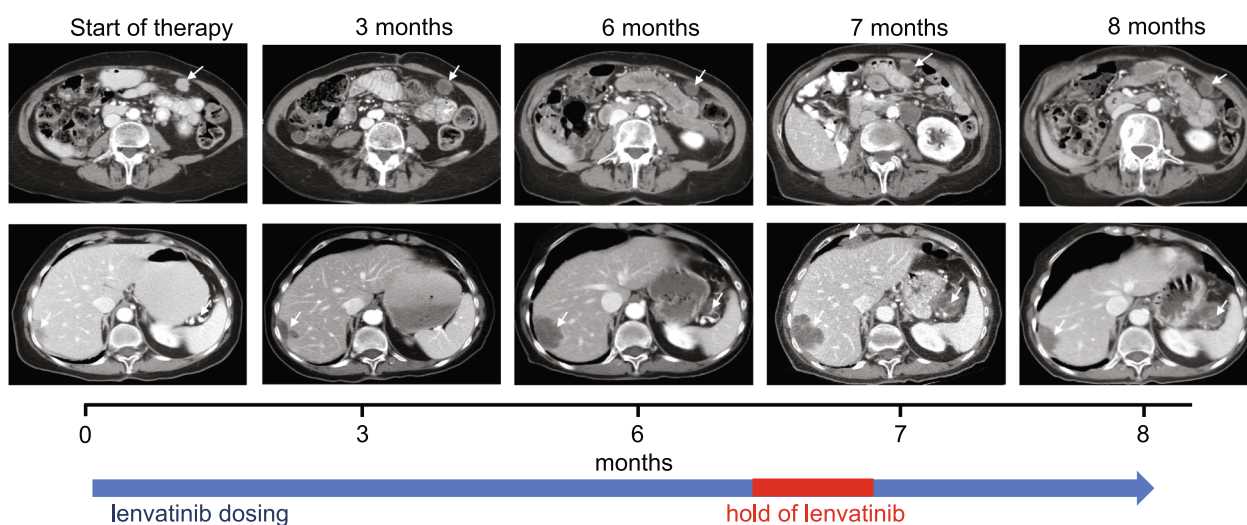 Start of therapy
3 months
6 months
7 months
8 months
0
3
6
7
8
months
lenvatinib dosing
hold of lenvatinib